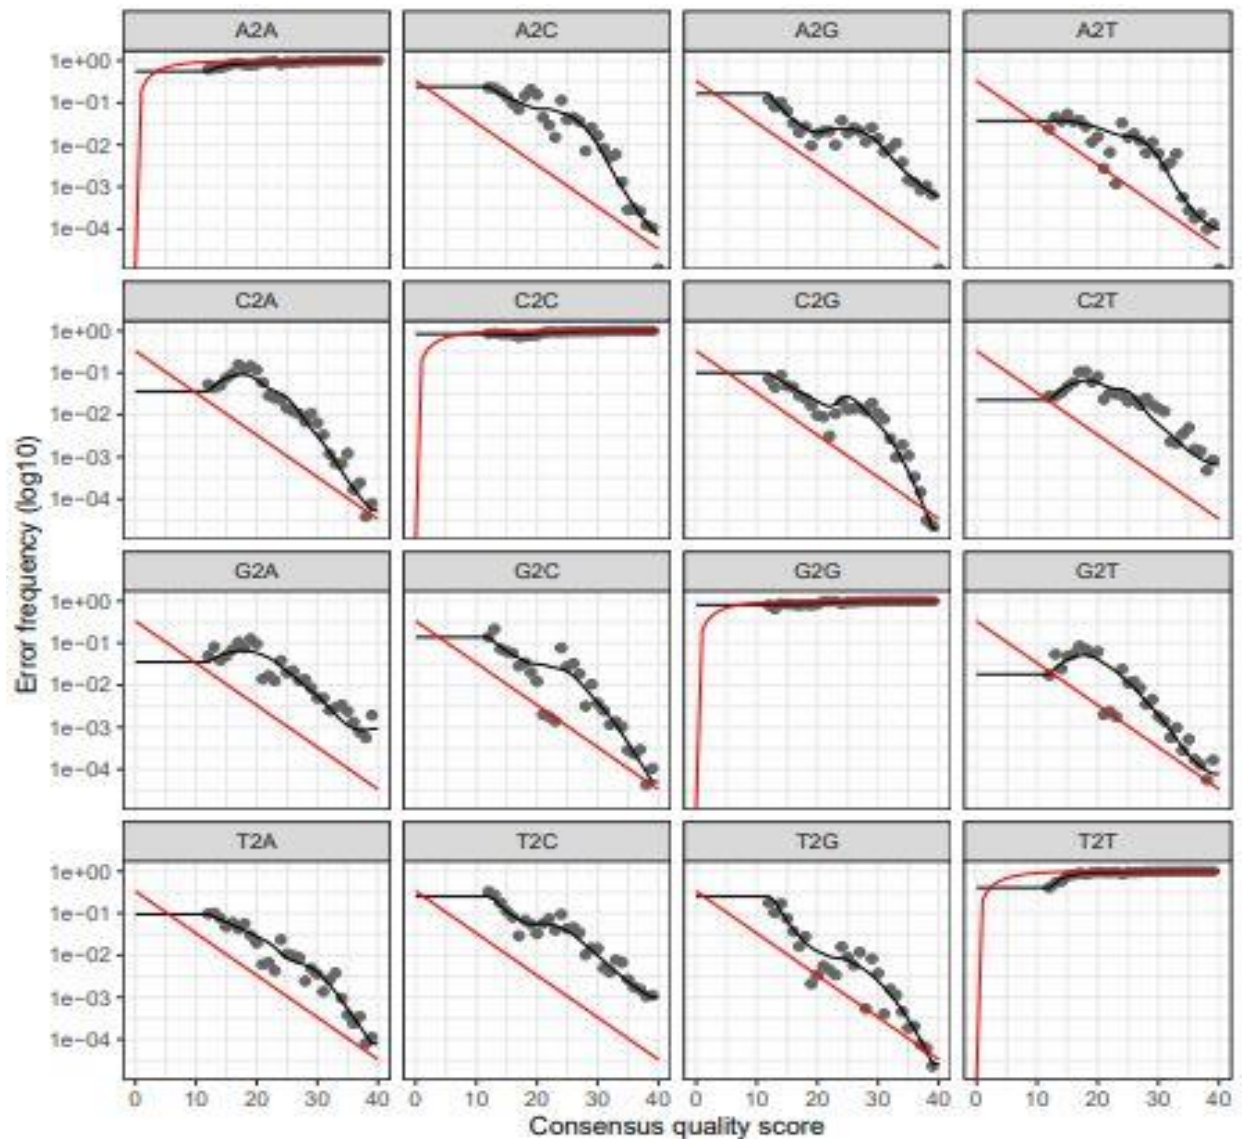 A2A A2C A2G A2T
1e+00
1e-01
1e-02
1e-03
1e-04
C2A C2C C2G C2T
1e+00
1e-01
1e-02
1e-03
1e-04
Error frequency (log10)
G2A G2C G2G G2T
1e+00
1e-01
1e-02
1e-03
1e-04
T2A T2C T2G T2T
1e+00
1e-01
1e-02
1e-03
1e-04
0 10 20 30 40 0 10 20 30 40 0 10 20 30 40 0 10 20 30 40
Consensus quality score